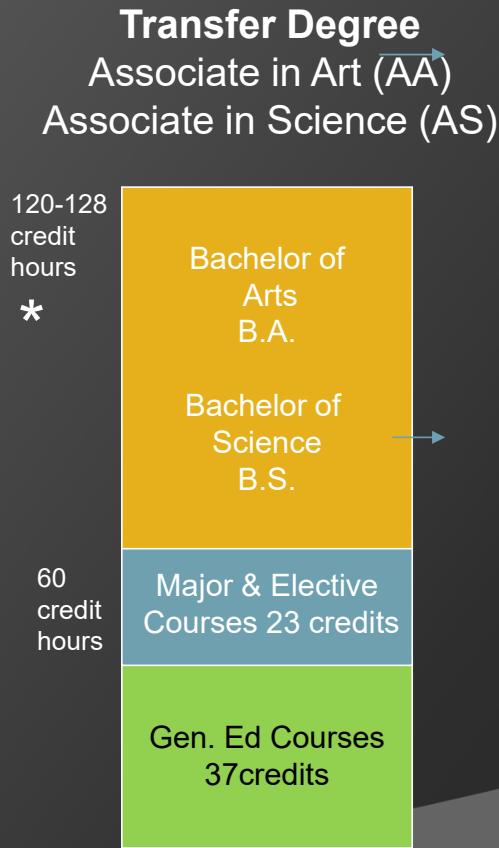 Transfer Degree
Associate in Art (AA)
Associate in Science (AS)
120-128
credit
hours
*
Bachelor of
Arts
B.A.
Bachelor of
Science
B.S.
60
credit
hours
Major & Elective
Courses 23 credits
Gen. Ed Courses
37credits